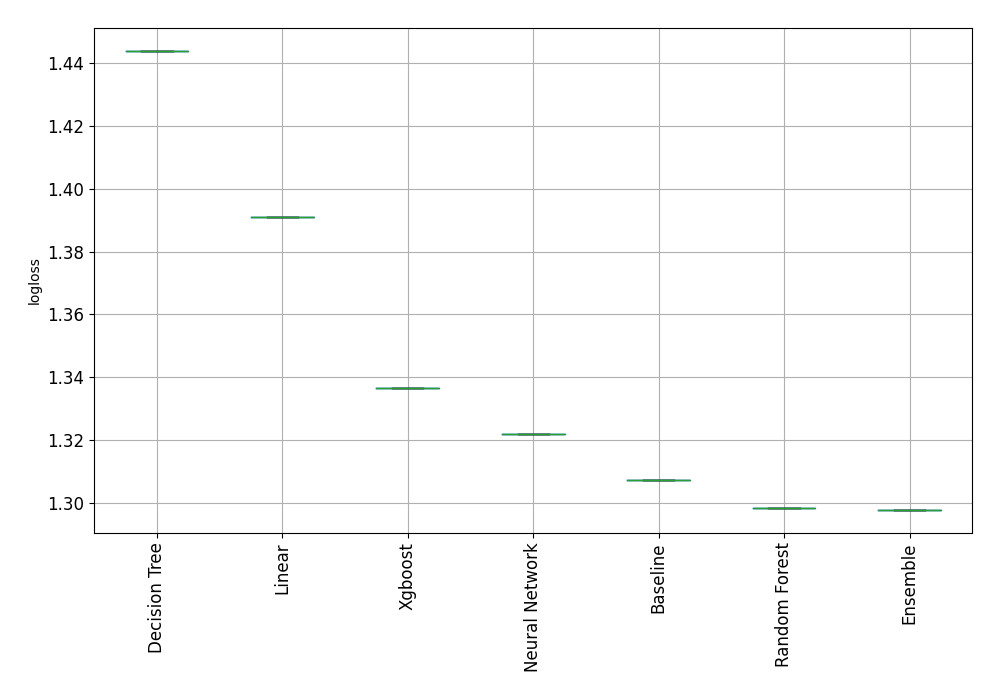 1.44
1.42
1.40
1.38
1.36
1.34
1.32
1.30
logloss
Decision Tree
Linear
Xgboost
Neural Network
Baseline
Random Forest
Ensemble